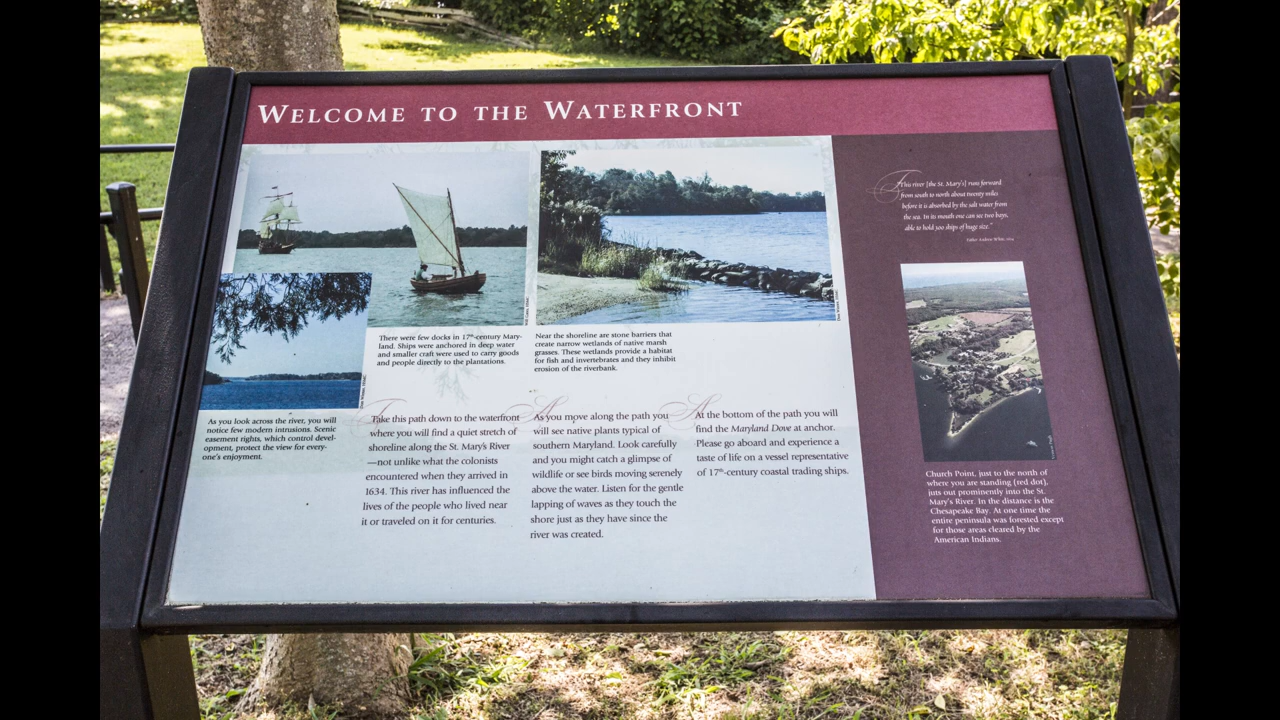 Welcome to the Waterfront
There were few docks in 17th-century Mary-
land. Ships were anchored in deep water
and smaller craft were used to carry goods
and people directly to the plantations.
Near the shoreline are stone barriers that
create narrow wetlands of native marsh
grasses. These wetlands provide a habitat
for fish and invertebrates and they inhibit
erosion of the riverbank.
As you look across the river, you will
notice few modern intrusions. Scenic
easement rights, which control devel-
opment, protect the view for every-
one's enjoyment.
Take this path down to the waterfront
where you will find a quiet stretch of
shoreline along the St. Mary's River
—not unlike what the colonists
encountered when they arrived in
1634. This river has influenced the
lives of the people who lived near
it or traveled on it for centuries.
As you move along the path you
will see native plants typical of
southern Maryland. Look carefully
and you might catch a glimpse of
wildlife or see birds moving serenely
above the water. Listen for the gentle
lapping of waves as they touch the
shore just as they have since the
river was created.
At the bottom of the path you will
find the Maryland Dove at anchor.
Please go aboard and experience a
taste of life on a vessel representative
of 17th-century coastal trading ships.
"This river [the St. Mary's] runs forward
from south to north about twenty miles
before it is absorbed by the salt water from
the sea. In its mouth one can see two bays,
able to hold 300 ships of huge size."
Father Andrew White, 1634
Church Point, just to the north of
where you are standing (red dot),
juts out prominently into the St.
Mary's River. In the distance is the
Chesapeake Bay. At one time the
entire peninsula was forested except
for those areas cleared by the
American Indians.